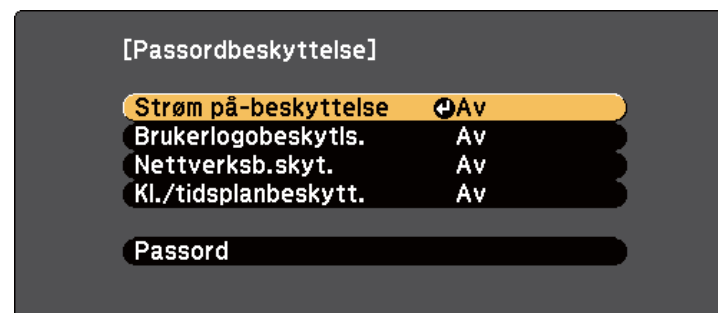 [Passordbeskyttelse]
Strøm på-beskyttelse Av
Brukerlogobeskytls. Av
Nettverksb.skyt. Av
Kl./tidsplanbeskytt. Av
Passord